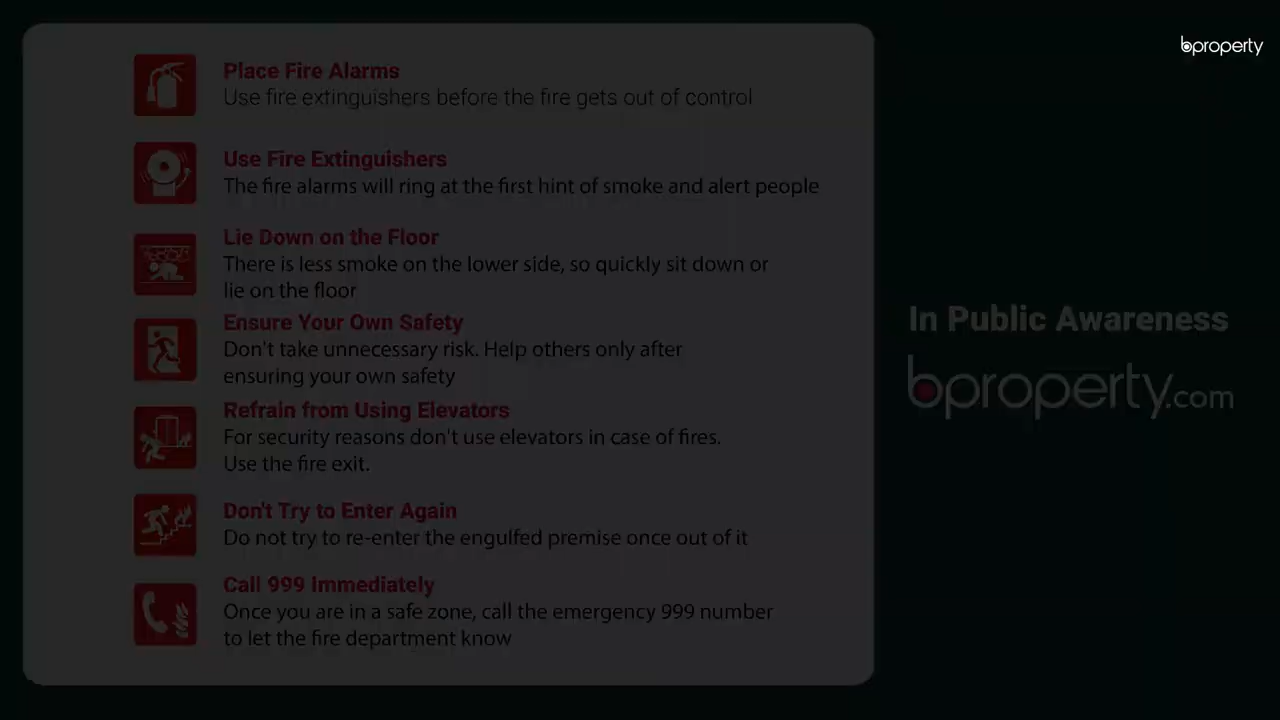 bproperty
Place Fire Alarms
Use fire extinguishers before the fire gets out of control
Use Fire Extinguishers
The fire alarms will ring at the first hint of smoke and alert people
Lie Down on the Floor
There is less smoke on the lower side, so quickly sit down or
lie on the floor
Ensure Your Own Safety
Don't take unnecessary risk. Help others only after
ensuring your own safety
Refrain from Using Elevators
For security reasons don't use elevators in case of fires.
Use the fire exit.
Don't Try to Enter Again
Do not try to re-enter the engulfed premise once out of it
Call 999 Immediately
Once you are in a safe zone, call the emergency 999 number
to let the fire department know
In Public Awareness
bproperty.com